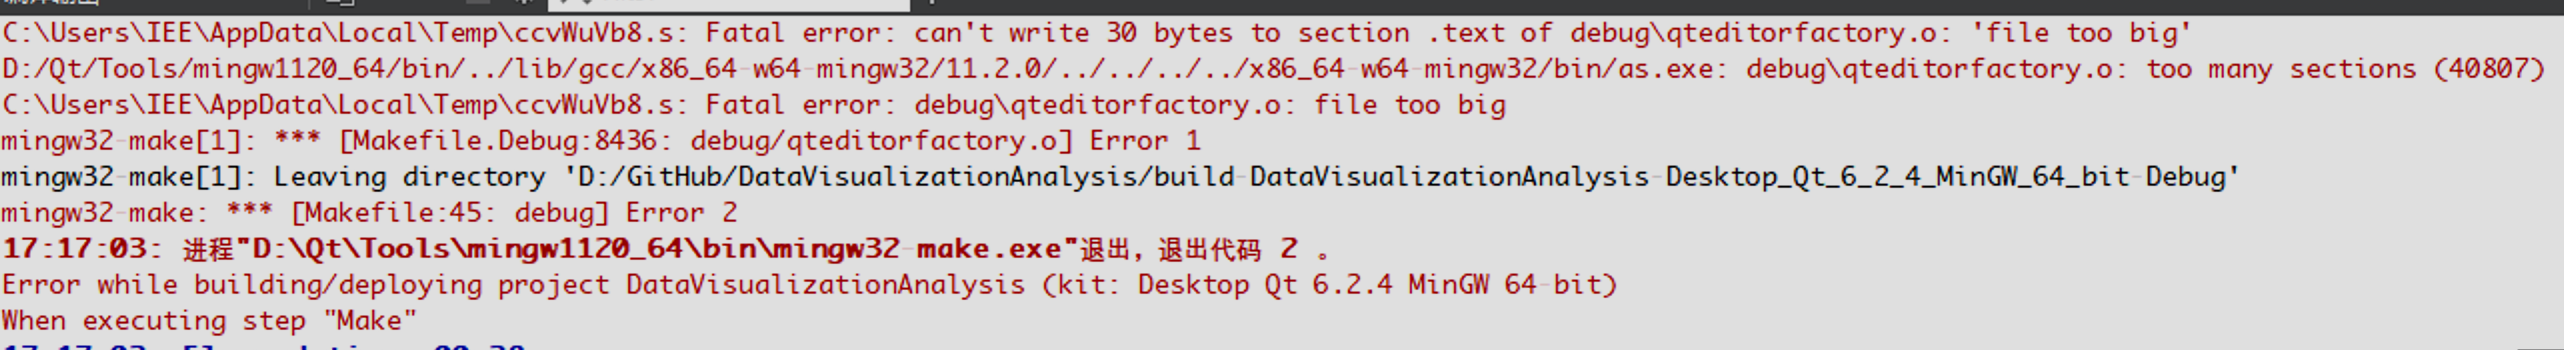 C:\Users\IEE\AppData\Local\Temp\ccvWuVb8.s: Fatal error: can't write 30 bytes to section .text of debug\qteditorfactory.o: 'file too big'
D:/Qt/Tools/mingw1120_64/bin/../lib/gcc/x86_64-w64-mingw32/11.2.0/../../../../x86_64-w64-mingw32/bin/as.exe: debug\qteditorfactory.o: too many sections (40807)
C:\Users\IEE\AppData\Local\Temp\ccvWuVb8.s: Fatal error: debug\qteditorfactory.o: file too big
mingw32-make[1]: *** [Makefile.Debug:8436: debug/qteditorfactory.o] Error 1
mingw32-make[1]: Leaving directory 'D:/GitHub/DataVisualizationAnalysis/build-DataVisualizationAnalysis-Desktop_Qt_6_2_4_MinGW_64_bit-Debug'
mingw32-make: *** [Makefile:45: debug] Error 2
17:17:03: 进程"D:\Qt\Tools\mingw1120_64\bin\mingw32-make.exe"退出，退出代码 2 。
Error while building/deploying project DataVisualizationAnalysis (kit: Desktop Qt 6.2.4 MinGW 64-bit)
When executing step "Make"